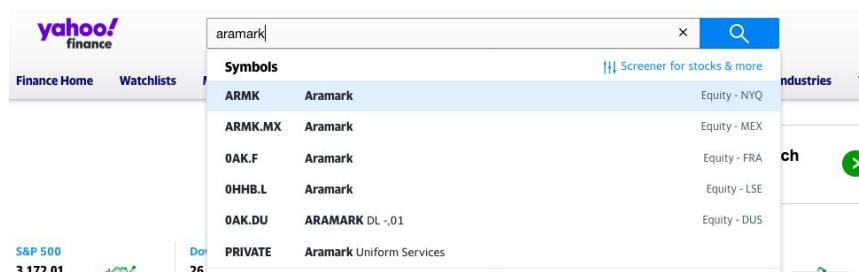 yahoo!
finance
aramark
Symbols
Screener for stocks & more
Finance Home Watchlists
ndustries
ARMK Aramark Equity - NYQ
ARMK.MX Aramark Equity - MEX
0AK.F Aramark Equity - FRA
ch
0HHB.L Aramark Equity - LSE
0AK.DU ARAMARK DL -,01 Equity - DUS
S&P 500
PRIVATE Aramark Uniform Services
3,172.01
26